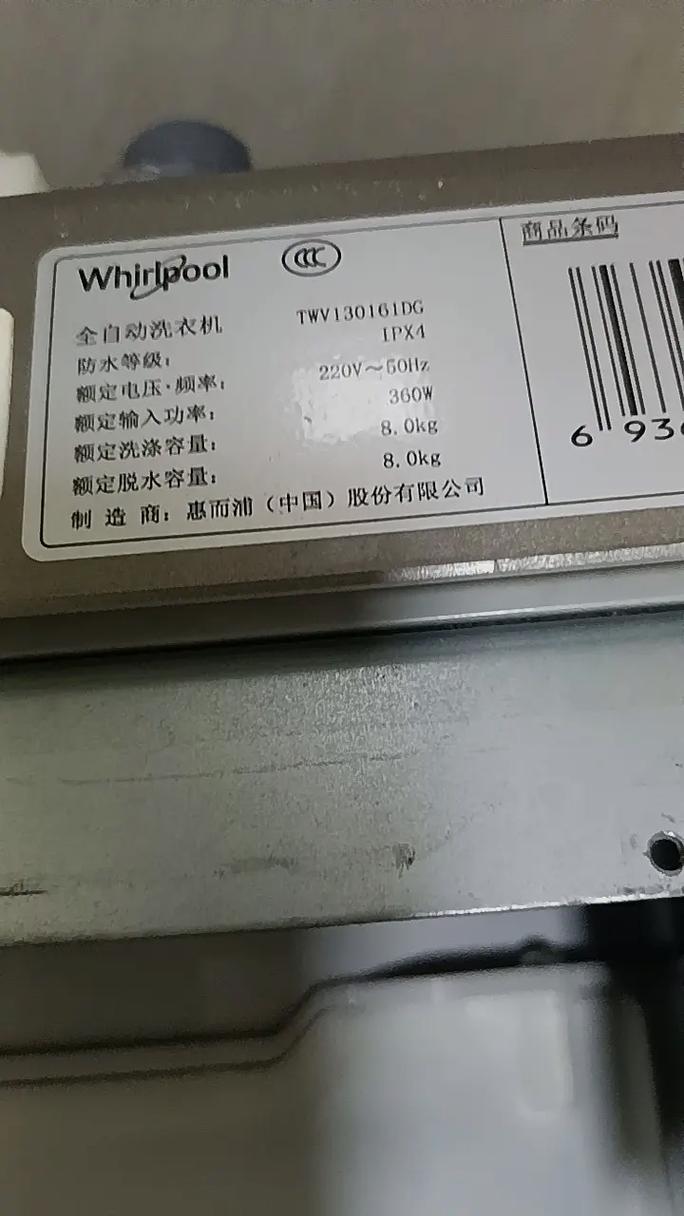 Whirlpool
全自动洗衣机 TWV130161DG
防水等级: IPX4
额定电压·频率: 220V～50Hz
额定输入功率: 360W
额定洗涤容量: 8.0kg
额定脱水容量: 8.0kg
制 造 商: 惠而浦（中国）股份有限公司
商品条码
6 93